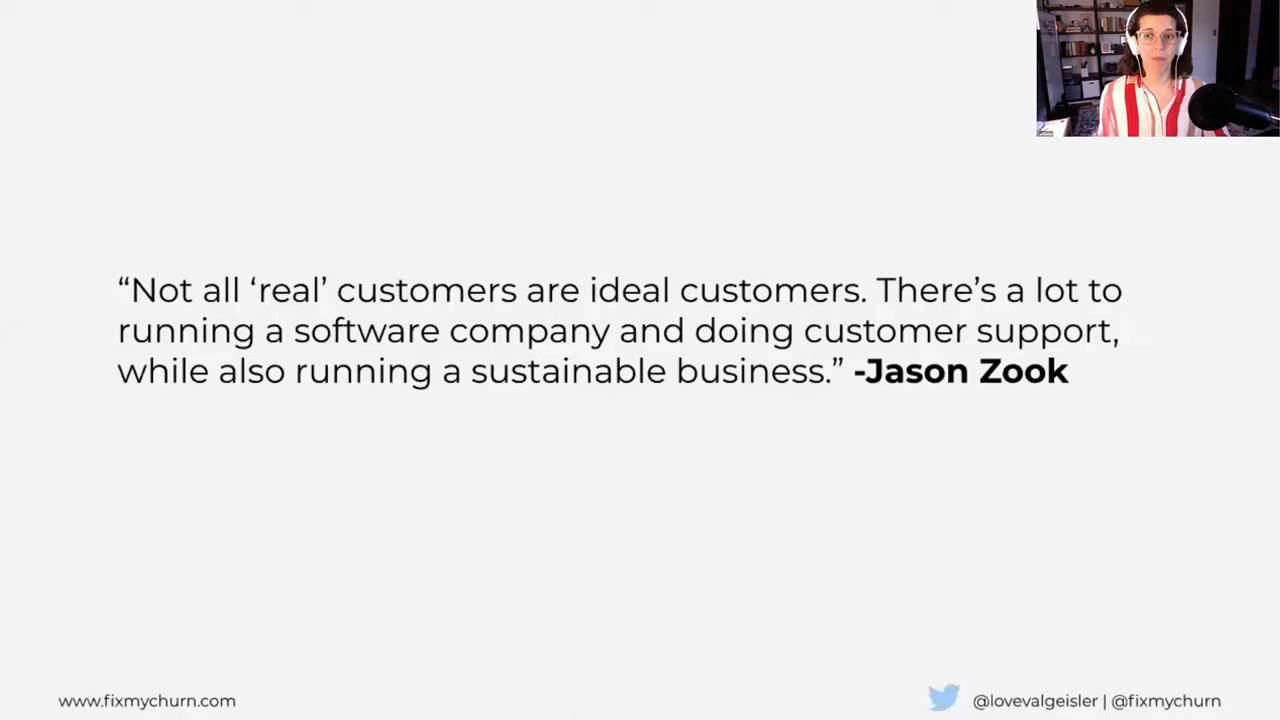 “Not all ‘real’ customers are ideal customers. There’s a lot to
running a software company and doing customer support,
while also running a sustainable business.” -Jason Zook
www.fixmychurn.com
@lovevalgeisler | @fixmychurn